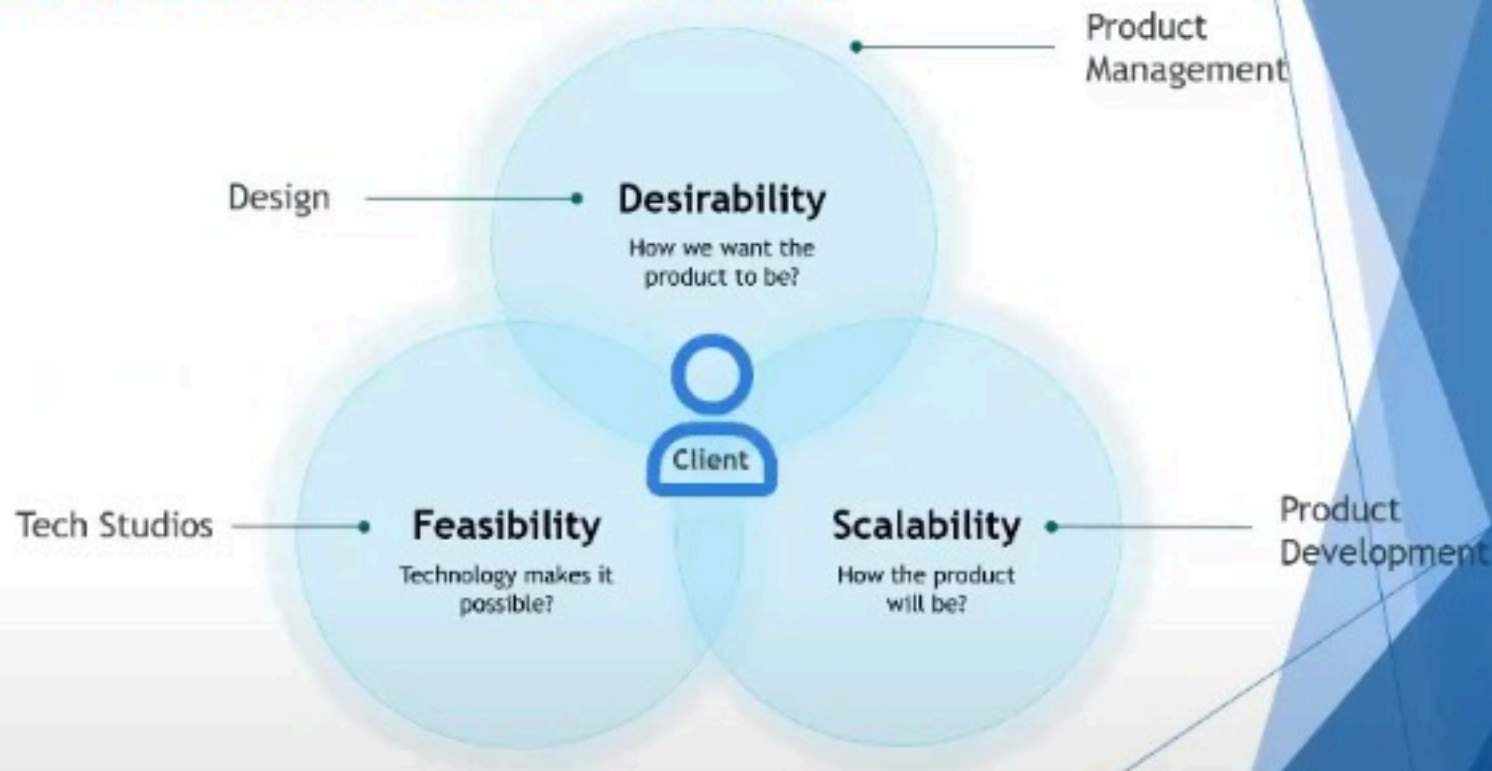 Product
Management
Design
Desirability
How we want the
product to be?
Client
Tech Studios
Feasibility
Technology makes it
possible?
Scalability
How the product
will be?
Product
Development